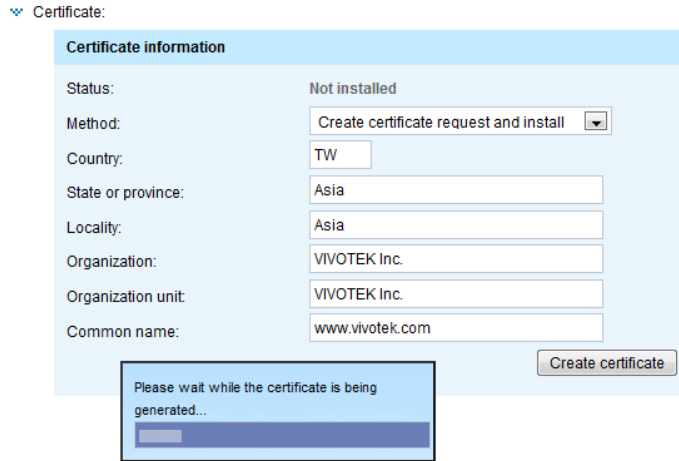 Certificate:
Certificate information
Status: Not installed
Method: Create certificate request and install
Country: TW
State or province: Asia
Locality: Asia
Organization: VIVOTEK Inc.
Organization unit: VIVOTEK Inc.
Common name: www.vivotek.com
Create certificate
Please wait while the certificate is being
generated...